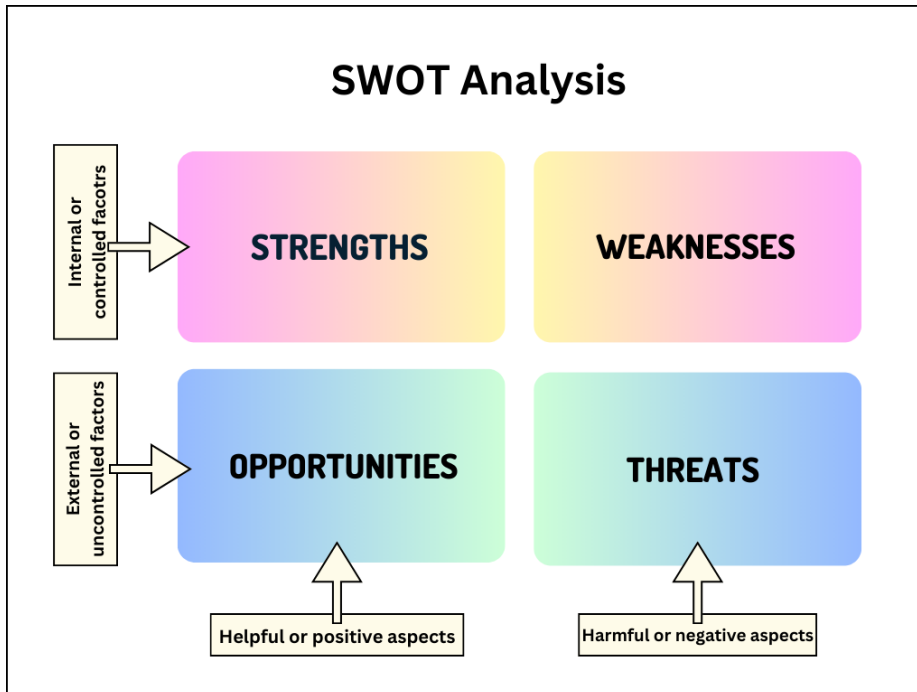 SWOT Analysis
Internal or
controlled facotrs
STRENGTHS
WEAKNESSES
External or
uncontrolled factors
OPPORTUNITIES
THREATS
Helpful or positive aspects
Harmful or negative aspects